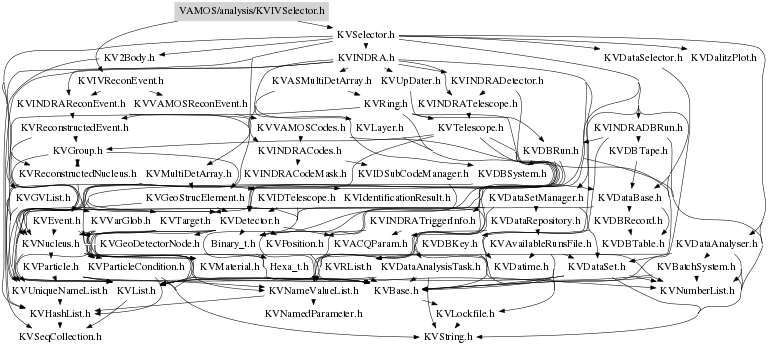 VAMOS/analysis/KVIVSelector.h
KVSelector.h
KV2Body.h KVINDRA.h KVDataSelector.h KVDalitzPlot.h
KVIVReconEvent.h KVASMultiDetArray.h KVUpDater.h KVINDRADetector.h
KVINDRAReconEvent.h KVVAMOSReconEvent.h KVRing.h KVINDRATelescope.h
KVReconstructedEvent.h KVVAMOSCodes.h KVLayer.h KVTelescope.h KVINDRADBRun.h
KVGroup.h KVINDRACodes.h KVDBRun.h KVDBTape.h
KVReconstructedNucleus.h KVMultiDetArray.h KVINDRACodeMask.h KVIDSubCodeManager.h KVDBSystem.h
KVGVList.h KVGeoStrucElement.h KVIDTelescope.h KVIdentificationResult.h KVDataSetManager.h KVDataBase.h
KVEvent.h KVVarGlob.h KVTarget.h KVDetector.h KVINDRATriggerInfo.h KVDataRepository.h KVDBRecord.h
KVNucleus.h KVGeoDetectorNode.h Binary_t.h KVPosition.h KVACQParam.h KVDBKey.h KVAvailableRunsFile.h KVDBTable.h KVDataAnalyser.h
KVParticle.h KVParticleCondition.h KVMaterial.h Hexa_t.h KVRList.h KVDataAnalysisTask.h KVDatime.h KVDataSet.h KVBatchSystem.h
KVUniqueNameList.h KVList.h KVNameValueList.h KVBase.h KVNumberList.h
KVHashList.h KVNamedParameter.h KVLockfile.h
KVSeqCollection.h KVString.h